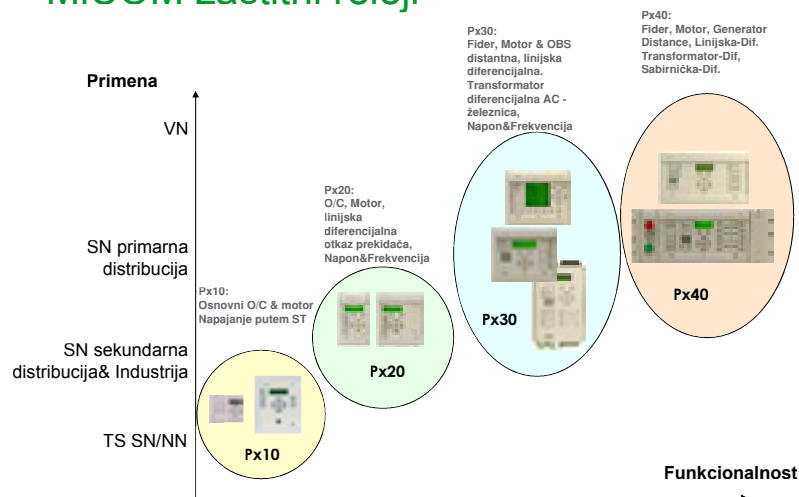 MiCOM zaštitni releji
Px40:
Fider, Motor, Generator
Distance, Linijska-Dif.
Transformator-Dif,
Sabirnička-Dif.
Px30:
Fider, Motor & OBS
distantna, linijska
diferencijalna.
Transformator
diferencijalna AC -
železnica,
Napon&Frekvencija
Primena
VN
Px20:
O/C, Motor,
linijska
diferencijalna
otkaz prekidača,
Napon&Frekvencija
SN primarna
distribucija
Px10:
Osnovni O/C & motor
Napajanje putem ST
Px40
Px30
SN sekundarna
distribucija& Industrija
Px20
TS SN/NN
Px10
Funkcionalnost